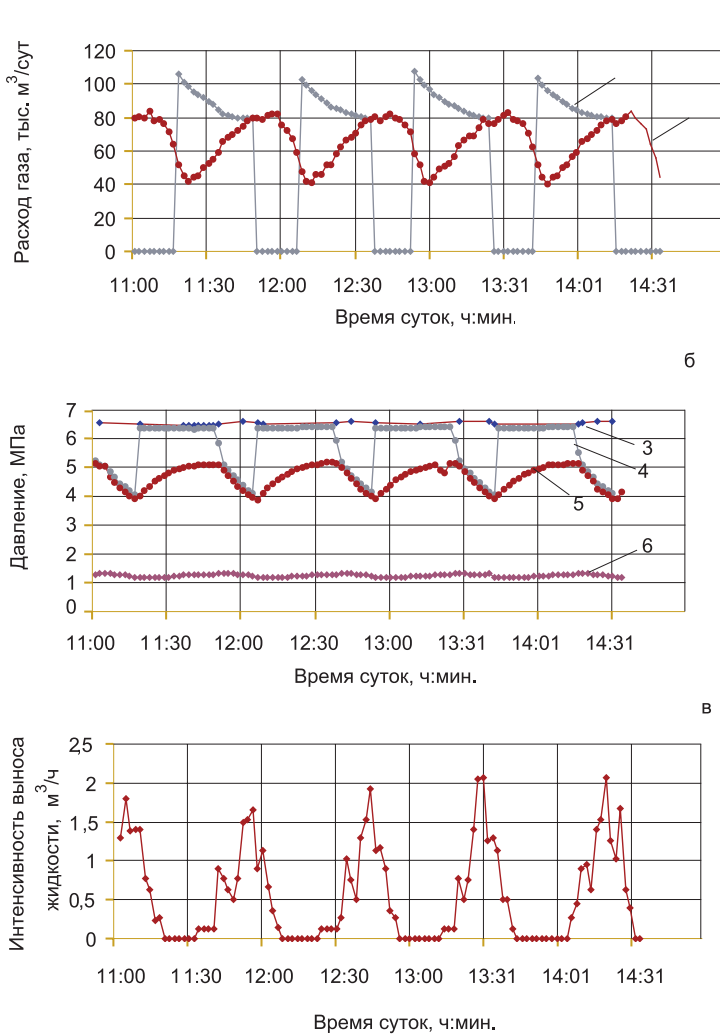 Расход газа, тыс. м³/сут
120
100
80
60
40
20
0
11:00 11:30 12:00 12:30 13:00 13:31 14:01 14:31
Время суток, ч:мин.
б
Давление, МПа
7
6
5
4
3
2
1
0
3
4
5
6
11:00 11:30 12:00 12:30 13:00 13:31 14:01 14:31
Время суток, ч:мин.
в
Интенсивность выноса
жидкости, м³/ч
2,5
2
1,5
1
0,5
0
11:00 11:30 12:00 12:30 13:00 13:31 14:01 14:31
Время суток, ч:мин.